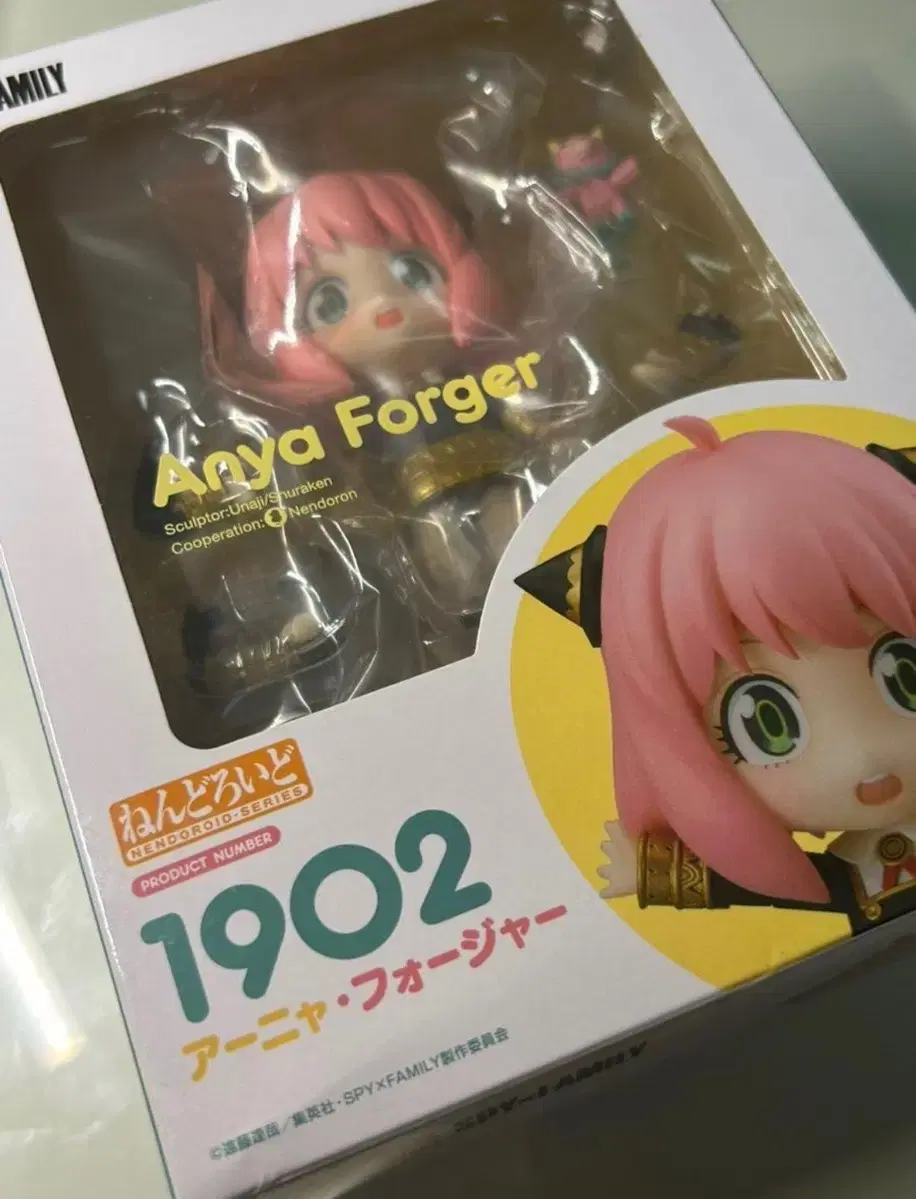 AMILY
Anya Forger
Sculptor:Unaji/Shuraken
Cooperation: Nendoron
ねんどろいど
NENDOROID-SERIES
PRODUCT NUMBER
1902
アーニャ・フォージャー
©遠藤達哉／集英社・SPY×FAMILY製作委員会